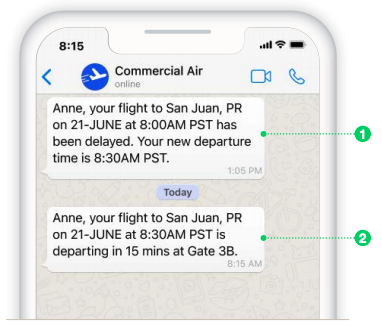 8:15
Commercial Air
online
Anne, your flight to San Juan, PR
on 21-JUNE at 8:00AM PST has
been delayed. Your new departure
time is 8:30AM PST.
1:05 PM
1
Today
Anne, your flight to San Juan, PR
on 21-JUNE at 8:30AM PST is
departing in 15 mins at Gate 3B.
8:15 AM
2